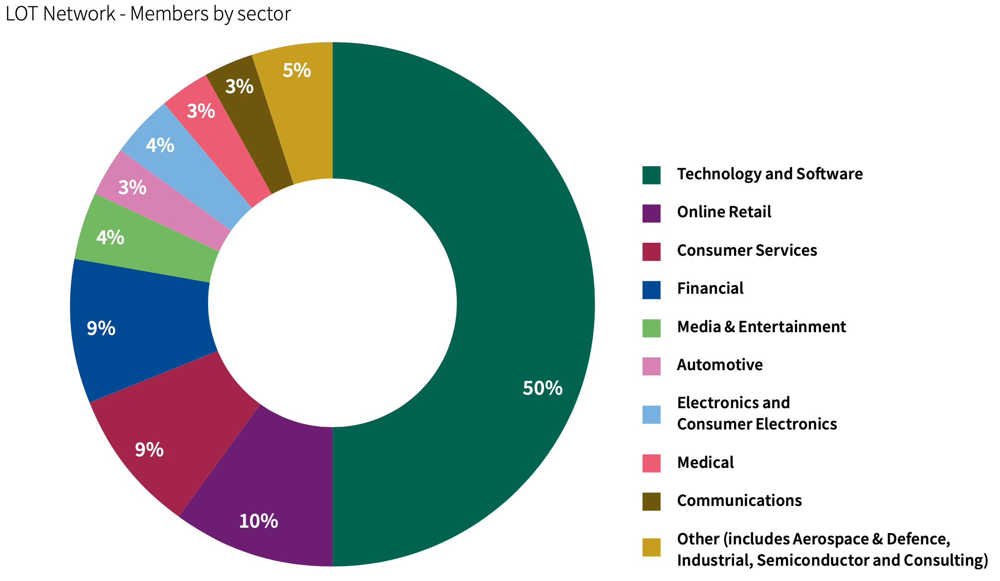 LOT Network - Members by sector
5%
3%
3%
4%
3%
4%
9%
9%
10%
50%
Technology and Software
Online Retail
Consumer Services
Financial
Media & Entertainment
Automotive
Electronics and
Consumer Electronics
Medical
Communications
Other (includes Aerospace & Defence,
Industrial, Semiconductor and Consulting)